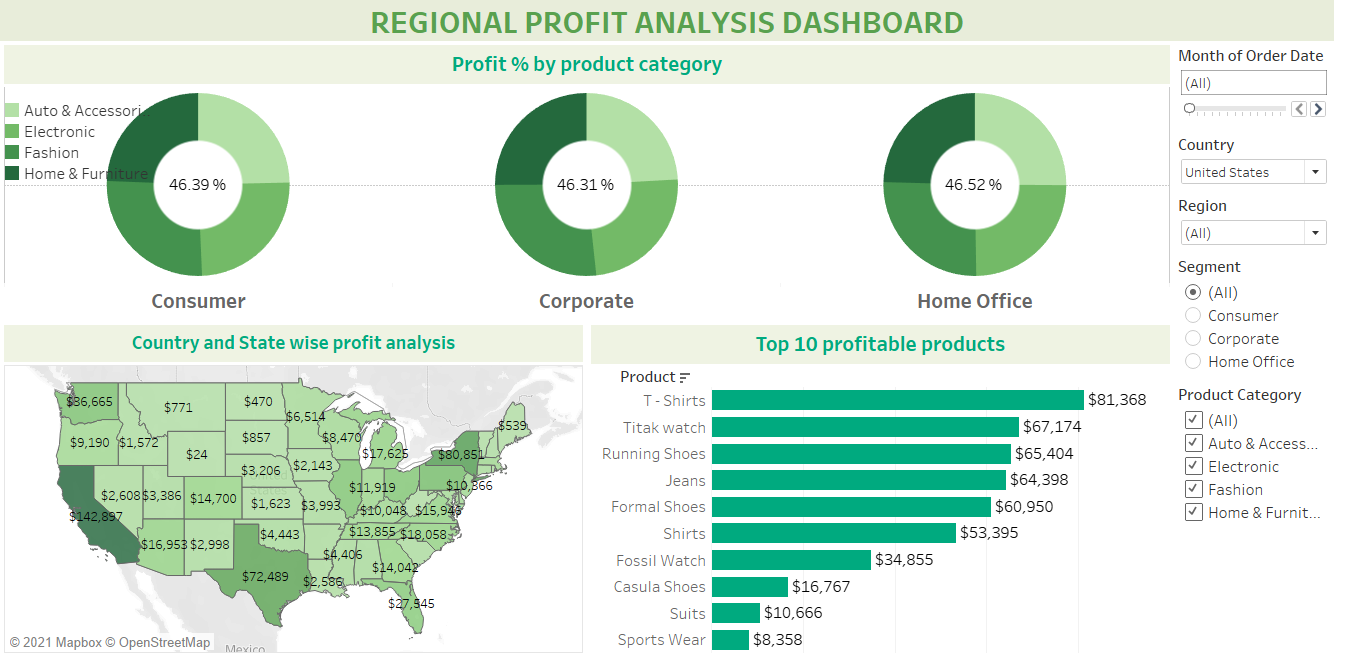 REGIONAL PROFIT ANALYSIS DASHBOARD
Profit % by product category
Auto & Accessori...
Electronic
Fashion
Home & Furniture
46.39 %
46.31 %
46.52 %
Consumer
Corporate
Home Office
Country and State wise profit analysis
$771
$470
$6,514
$539
$9,190
$1,572
$24
$857
$8,470
$17,625
$80,851
$3,206
$2,143
$2,608
$3,386
$14,700
$1,623
$3,993
$11,919
$10,048
$142,897
$16,953
$2,998
$4,443
$13,855
$18,058
$4,406
$72,489
$2,586
$14,042
$27,545
© 2021 Mapbox © OpenStreetMap
Mexico
Top 10 profitable products
Product
T - Shirts
$81,368
Titak watch
$67,174
Running Shoes
$65,404
Jeans
$64,398
Formal Shoes
$60,950
Shirts
$53,395
Fossil Watch
$34,855
Casula Shoes
$16,767
Suits
$10,666
Sports Wear
$8,358
Month of Order Date
(All)
Country
United States
Region
(All)
Segment
(All)
Consumer
Corporate
Home Office
Product Category
(All)
Auto & Access...
Electronic
Fashion
Home & Furnit...